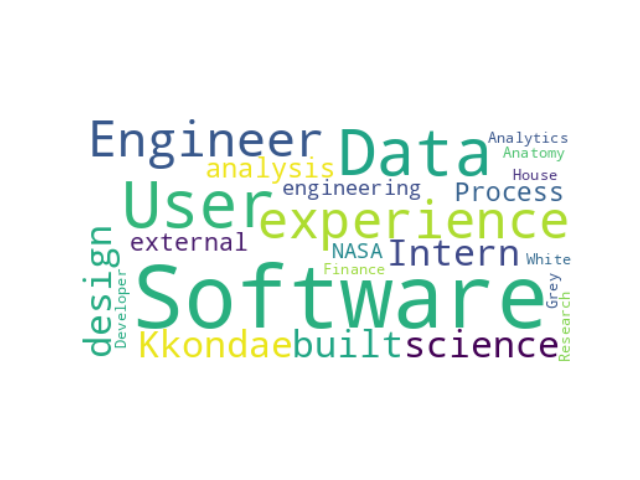 Engineer
Data
Analytics
Anatomy
analysis
House
User
engineering
Process
experience
external
NASA
Intern
White
Finance
design
Developer
Software
Grey
Research
Kkondae
built
science